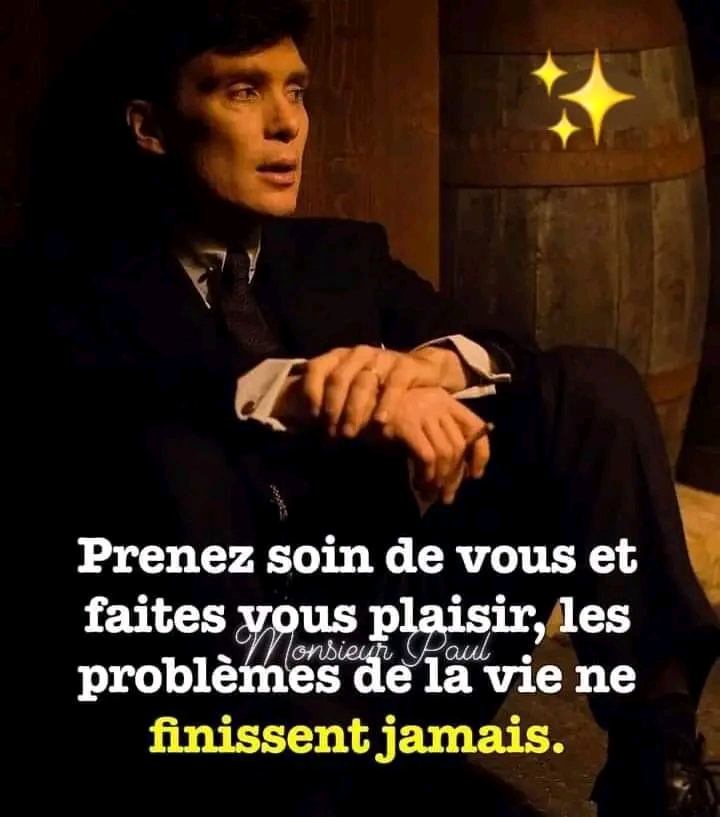 Prenez soin de vous et
faites vous plaisir, les
Monsieur Paul
problèmes de la vie ne
finissent jamais.